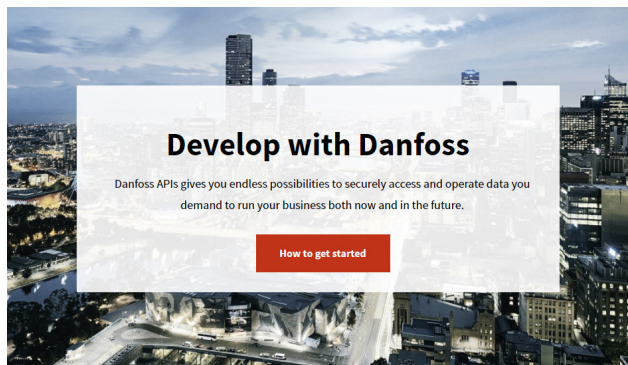 Develop with Danfoss
Danfoss APIs gives you endless possibilities to securely access and operate data you
demand to run your business both now and in the future.
How to get started